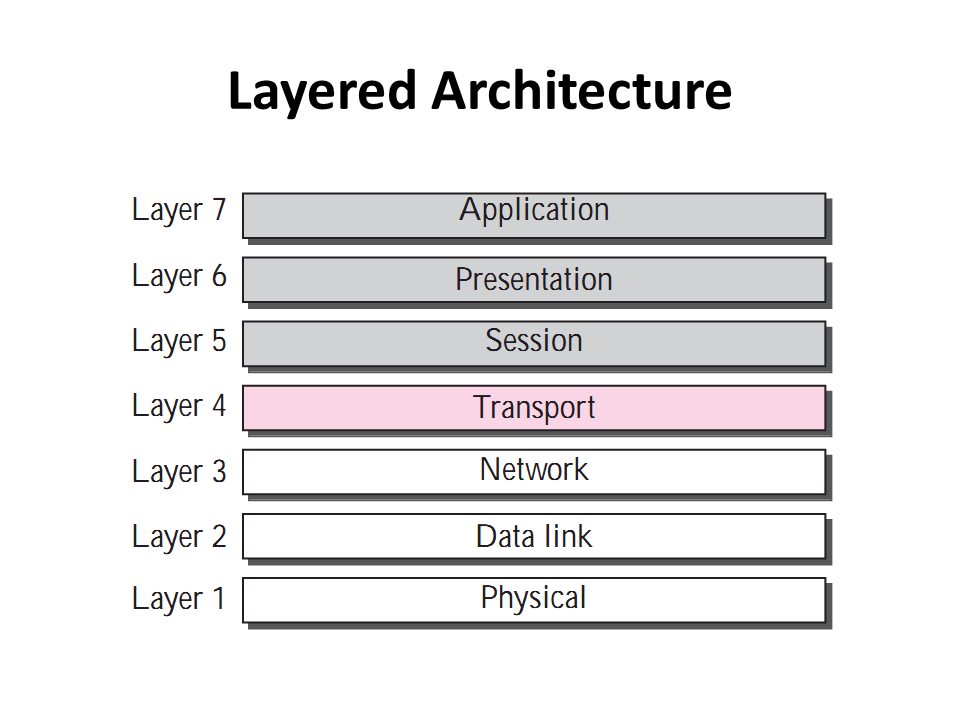 Layered Architecture
Layer 7 Application
Layer 6 Presentation
Layer 5 Session
Layer 4 Transport
Layer 3 Network
Layer 2 Data link
Layer 1 Physical